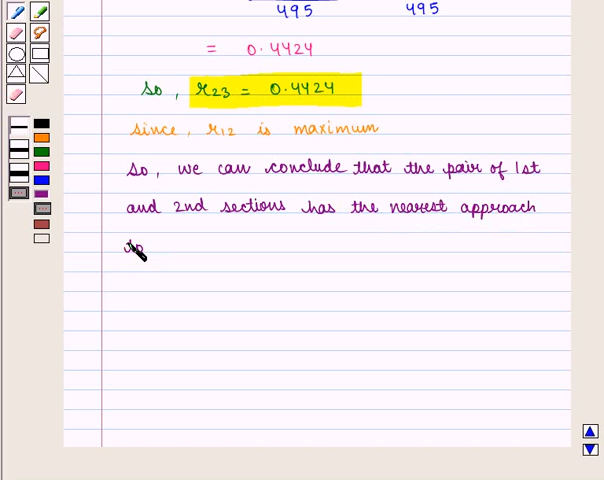 495 495
= 0.4424
So, r23 = 0.4424
since, r12 is maximum
So, we can conclude that the pair of 1st
and 2nd sections has the nearest approach